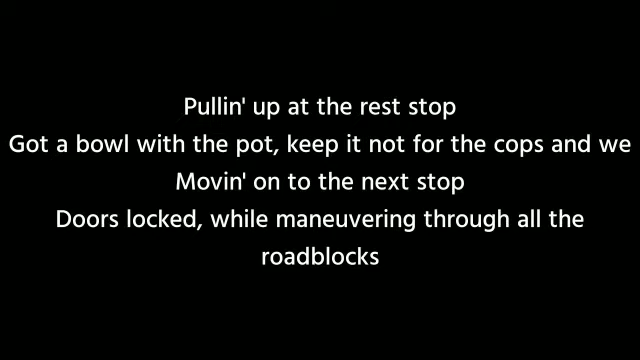 Pullin' up at the rest stop
Got a bowl with the pot, keep it not for the cops and we
Movin' on to the next stop
Doors locked, while maneuvering through all the
roadblocks